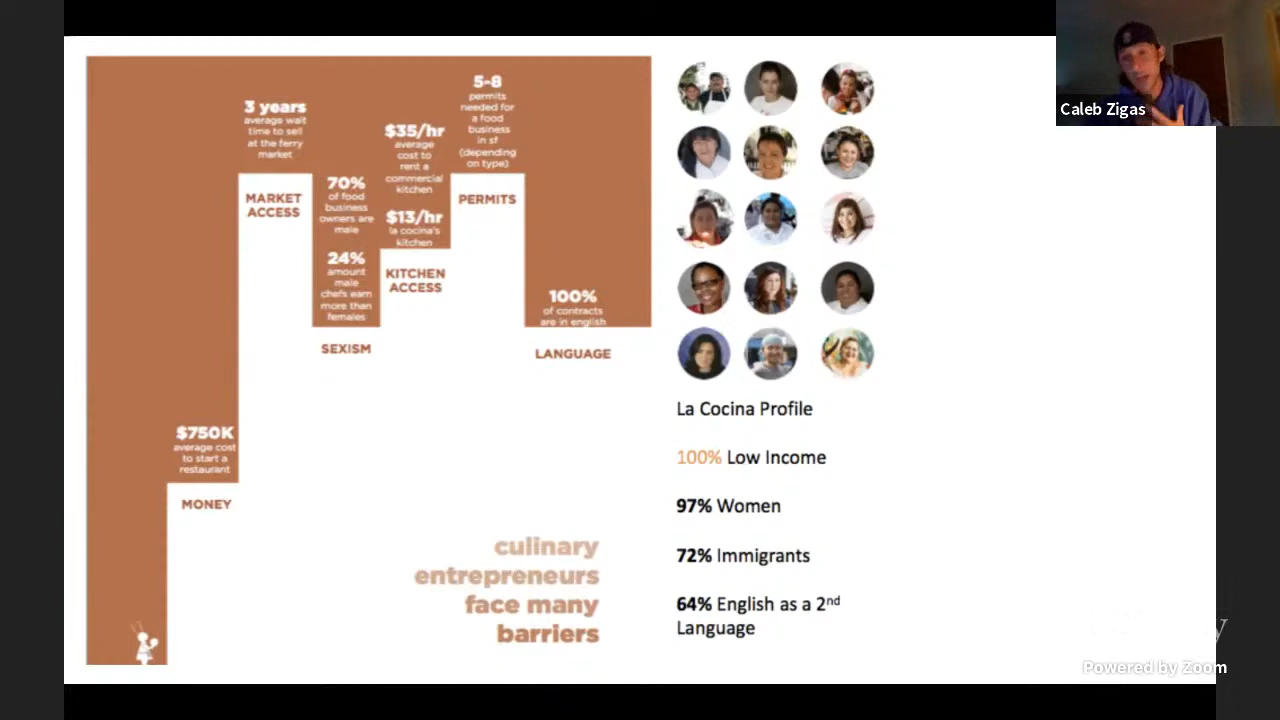 Caleb Zigas
3 years
average wait
time to sell
at the ferry
market
MARKET
ACCESS
70%
of food
business
owners are
male
24%
amount
male
chefs earn
more than
females
SEXISM
$35/hr
average
cost to
rent a
commercial
kitchen
$13/hr
la cocina's
kitchen
KITCHEN
ACCESS
5-8
permits
needed for
a food
business
in sf
(depending
on type)
PERMITS
100%
of contracts
are in english
LANGUAGE
$750K
average cost
to start a
restaurant
MONEY
culinary
entrepreneurs
face many
barriers
La Cocina Profile
100% Low Income
97% Women
72% Immigrants
64% English as a 2nd
Language
Powered by Zoom